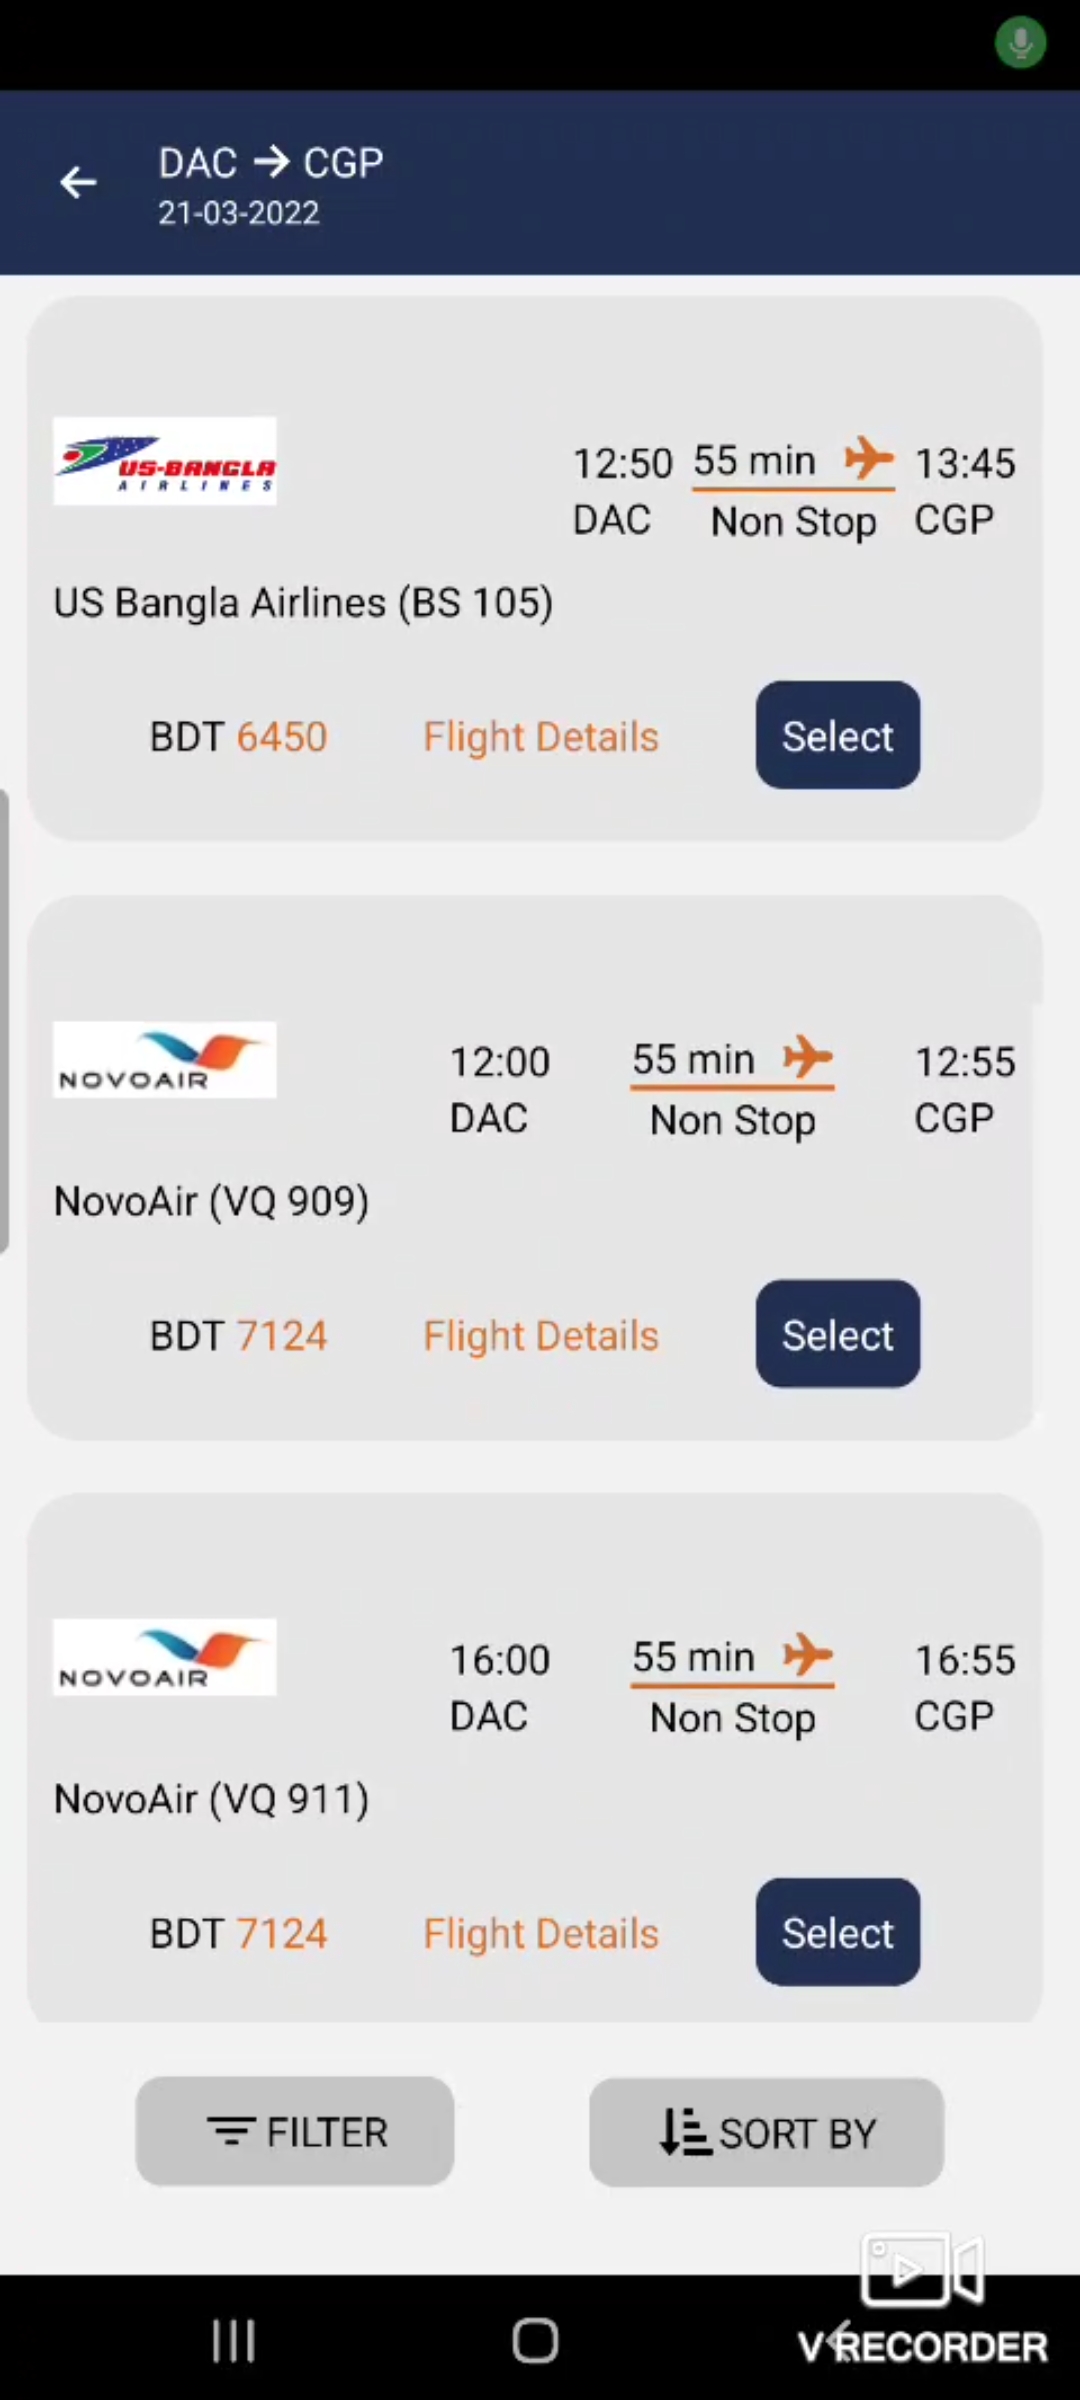 DAC → CGP
21-03-2022
US-BANGLA
AIRLINES
12:50 55 min 13:45
DAC Non Stop CGP
US Bangla Airlines (BS 105)
BDT 6450 Flight Details Select
NOVOAIR
12:00 55 min 12:55
DAC Non Stop CGP
NovoAir (VQ 909)
BDT 7124 Flight Details Select
NOVOAIR
16:00 55 min 16:55
DAC Non Stop CGP
NovoAir (VQ 911)
BDT 7124 Flight Details Select
FILTER SORT BY
V RECORDER